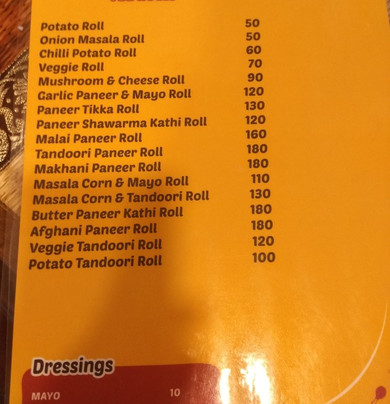 Potato Roll 50
Onion Masala Roll 50
Chilli Potato Roll 60
Veggie Roll 70
Mushroom & Cheese Roll 90
Garlic Paneer & Mayo Roll 120
Paneer Tikka Roll 130
Paneer Shawarma Kathi Roll 120
Malai Paneer Roll 160
Tandoori Paneer Roll 180
Makhani Paneer Roll 180
Masala Corn & Mayo Roll 110
Masala Corn & Tandoori Roll 130
Butter Paneer Kathi Roll 180
Afghani Paneer Roll 180
Veggie Tandoori Roll 120
Potato Tandoori Roll 100
Dressings
MAYO 10